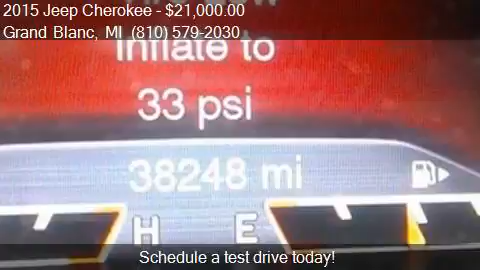 2015 Jeep Cherokee - $21,000.00
Grand Blanc, MI (810) 579-2030
Inflate to
33 psi
38248 mi
H E
Schedule a test drive today!